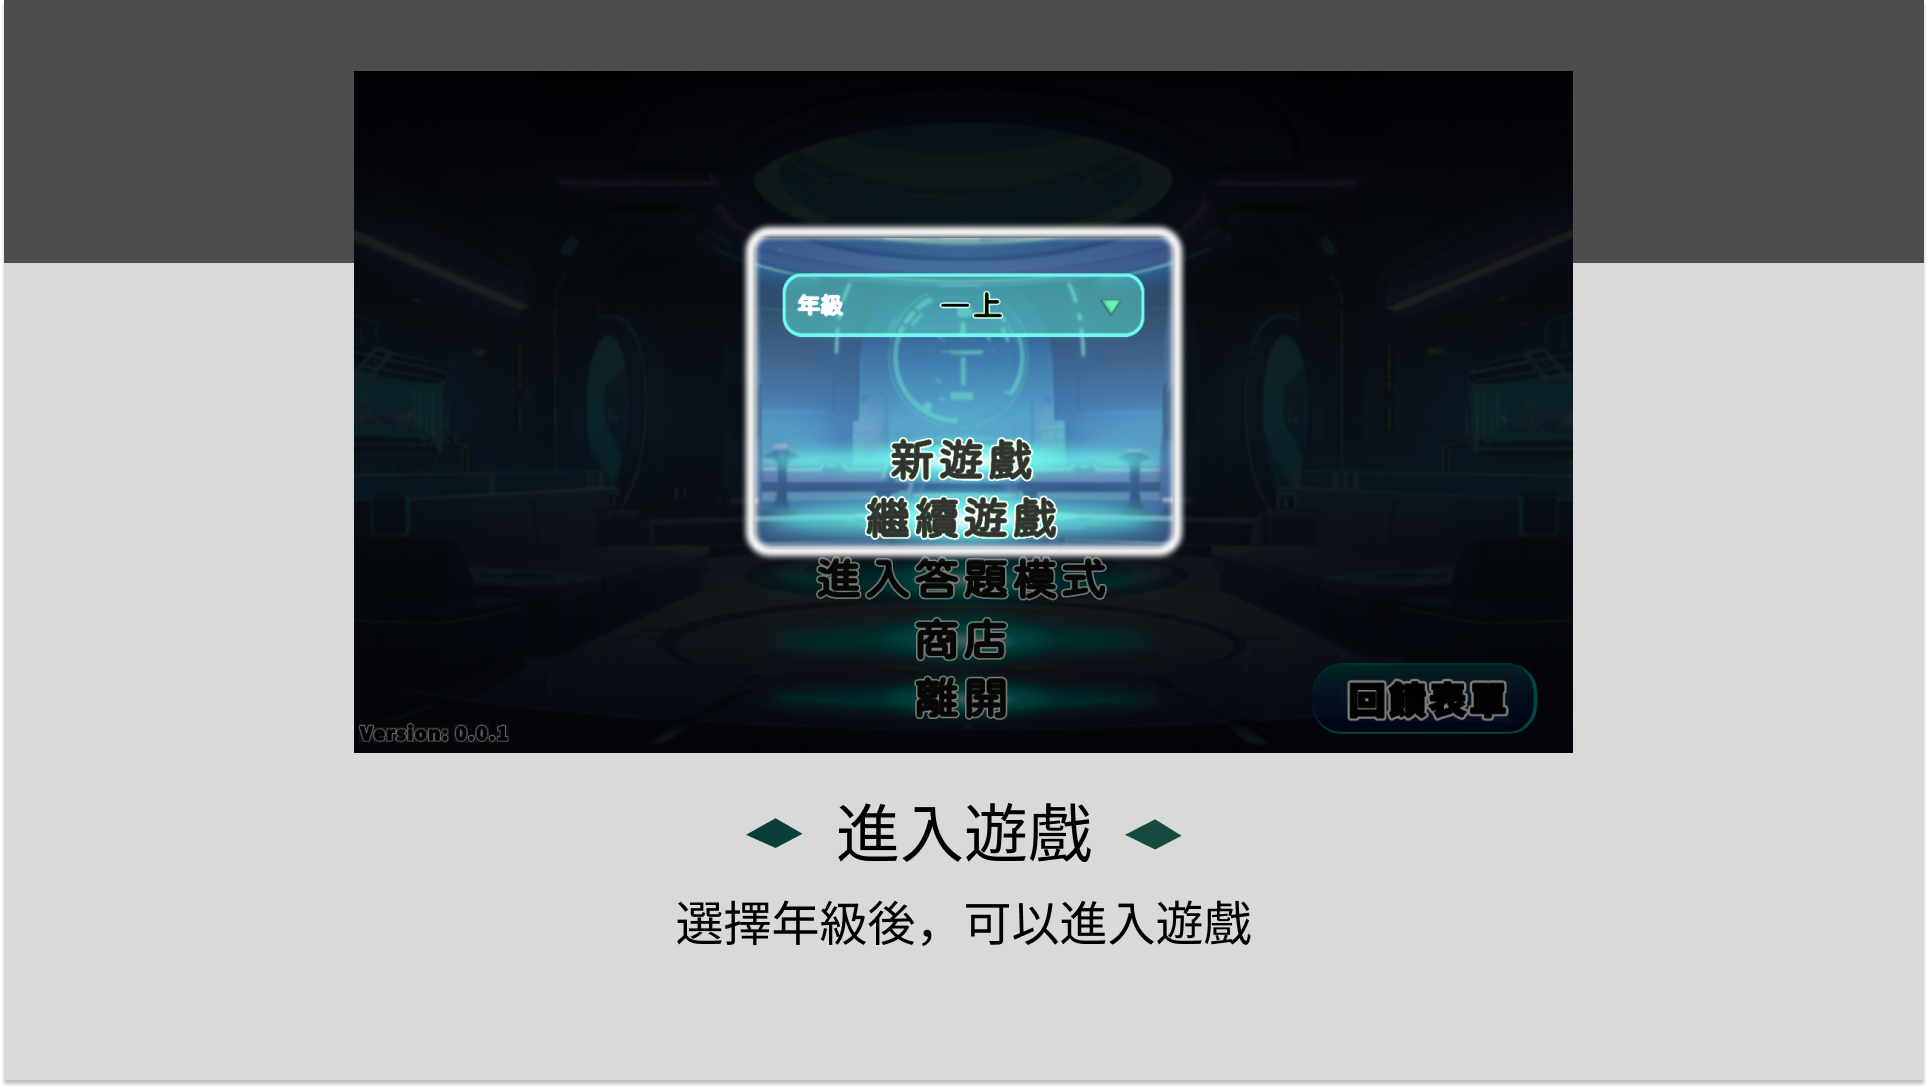 年級 一上
新遊戲
繼續遊戲
進入答題模式
商店
離開
回饋表單
Version: 0.0.1
進入遊戲
選擇年級後，可以進入遊戲